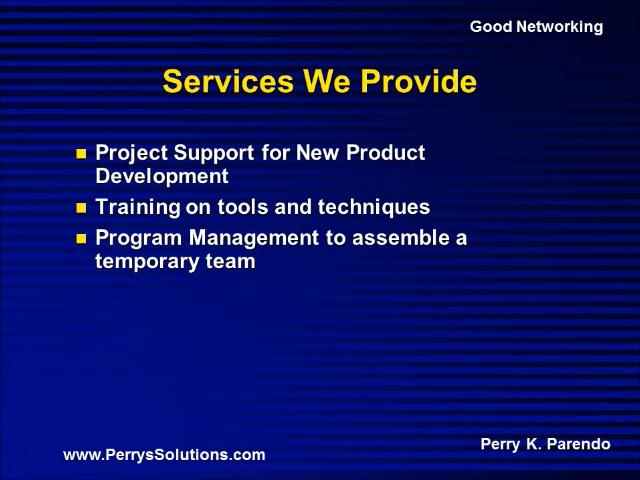 Good Networking
Services We Provide
Project Support for New Product
Development
Training on tools and techniques
Program Management to assemble a
temporary team
www.PerrysSolutions.com
Perry K. Parendo